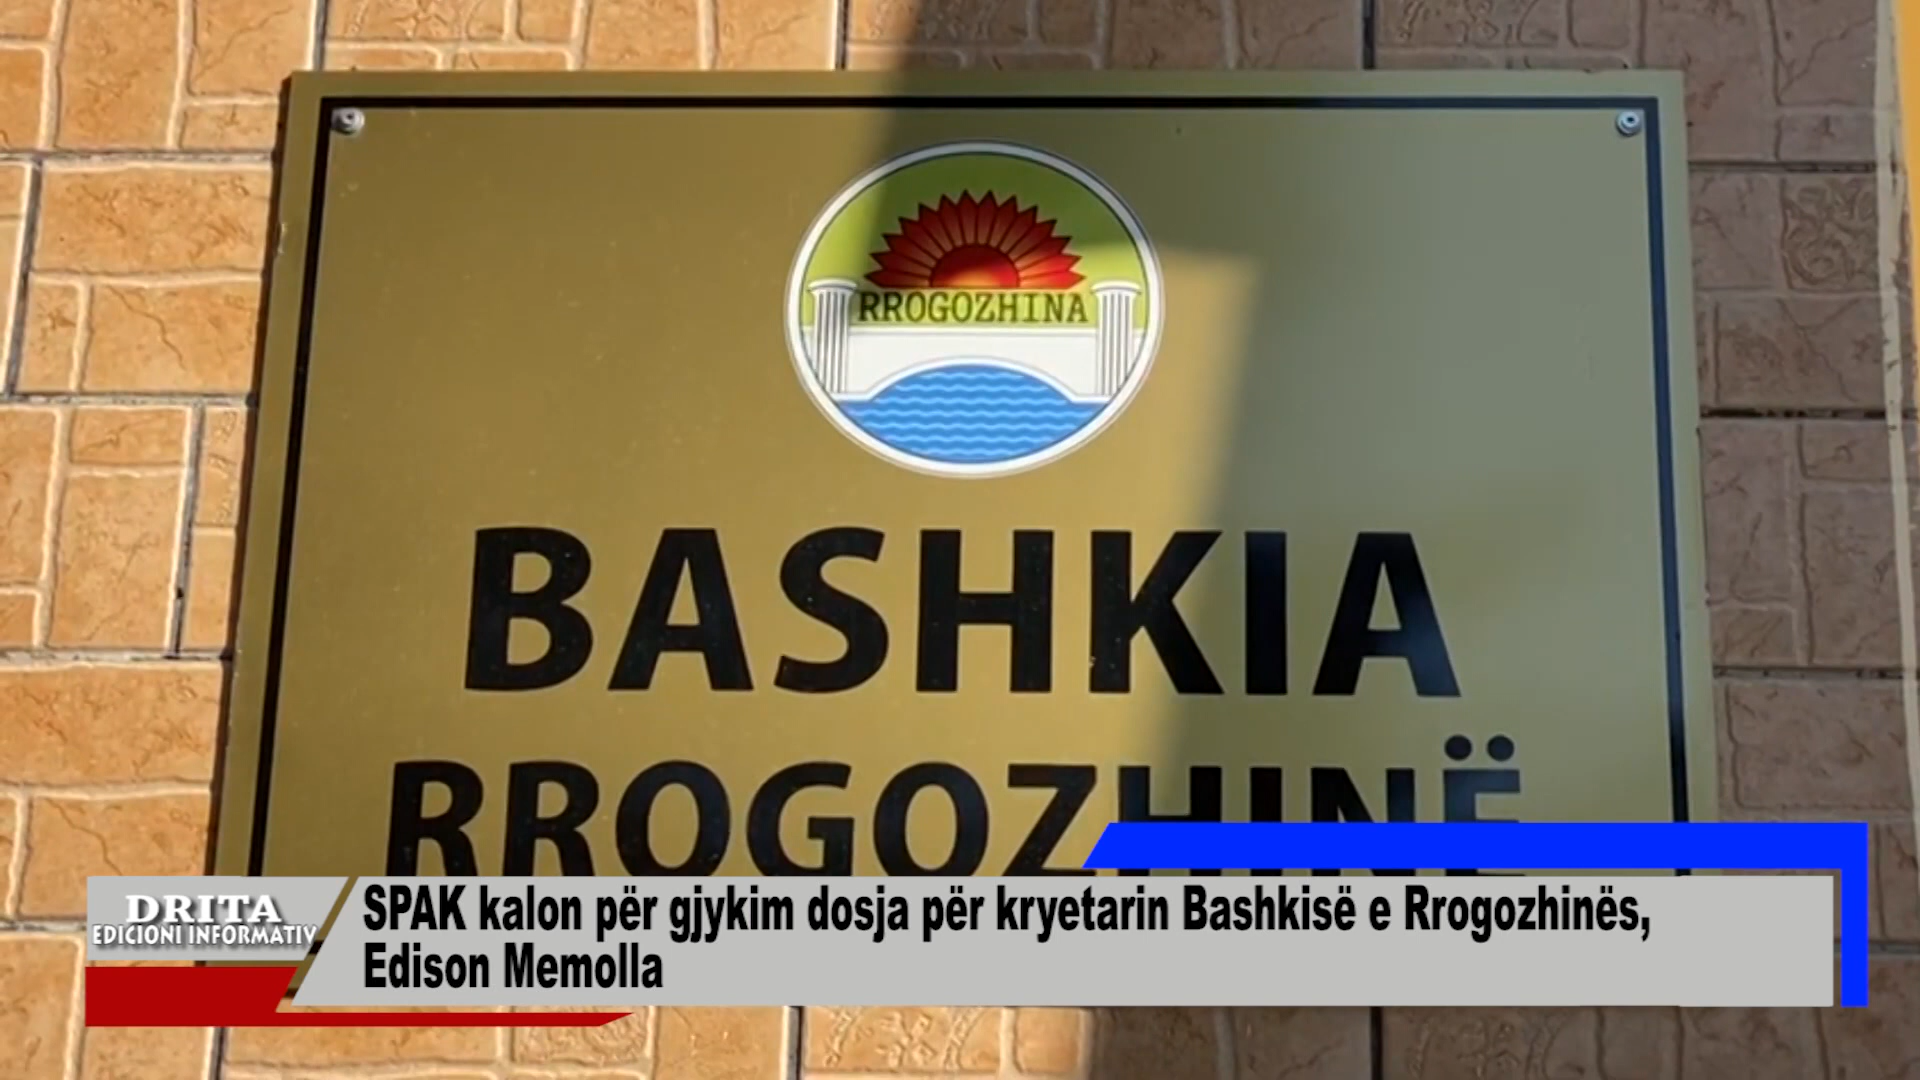 RROGOZHINA
BASHKIA
RROGOZHINË
DRITA
EDICIONI INFORMATIV
SPAK kalon për gjykim dosja për kryetarin Bashkisë e Rrogozhinës,
Edison Memolla